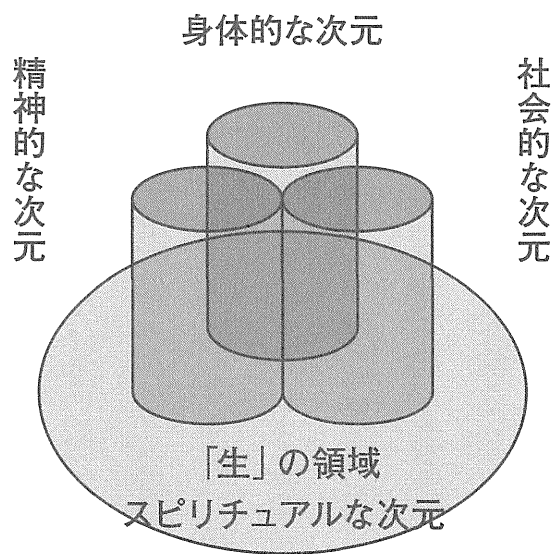 身体的な次元
精神的な次元
社会的な次元
「生」の領域
スピリチュアルな次元